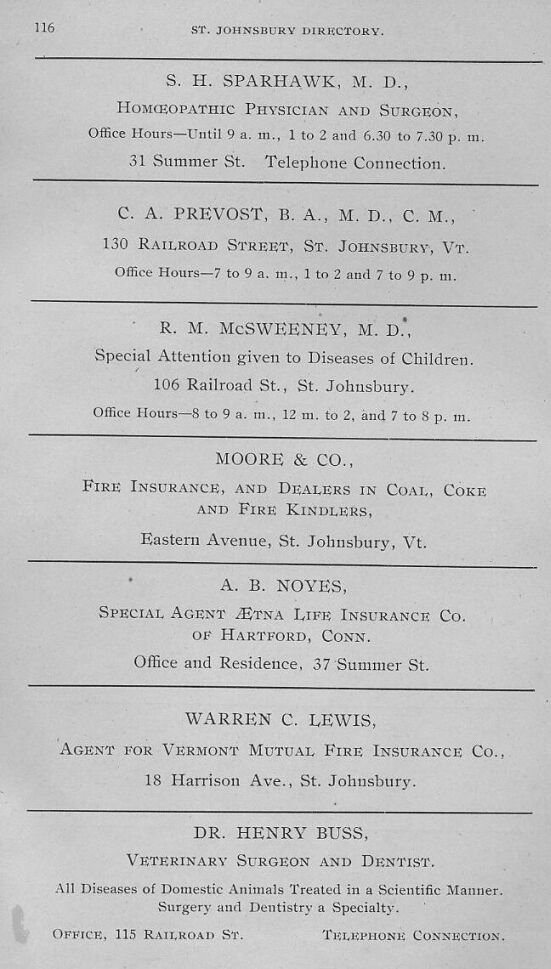 116
ST. JOHNSBURY DIRECTORY.
S. H. SPARHAWK, M. D.,
HOMŒOPATHIC PHYSICIAN AND SURGEON,
Office Hours—Until 9 a. m., 1 to 2 and 6.30 to 7.30 p. m.
31 Summer St. Telephone Connection.
C. A. PREVOST, B. A., M. D., C. M.,
130 RAILROAD STREET, ST. JOHNSBURY, VT.
Office Hours—7 to 9 a. m., 1 to 2 and 7 to 9 p. m.
R. M. McSWEENEY, M. D.,
Special Attention given to Diseases of Children.
106 Railroad St., St. Johnsbury.
Office Hours—8 to 9 a. m., 12 m. to 2, and 7 to 8 p. m.
MOORE & CO.,
FIRE INSURANCE, AND DEALERS IN COAL, COKE
AND FIRE KINDLERS,
Eastern Avenue, St. Johnsbury, Vt.
A. B. NOYES,
SPECIAL AGENT ÆTNA LIFE INSURANCE CO.
OF HARTFORD, CONN.
Office and Residence, 37 Summer St.
WARREN C. LEWIS,
AGENT FOR VERMONT MUTUAL FIRE INSURANCE CO.,
18 Harrison Ave., St. Johnsbury.
DR. HENRY BUSS,
VETERINARY SURGEON AND DENTIST.
All Diseases of Domestic Animals Treated in a Scientific Manner.
Surgery and Dentistry a Specialty.
OFFICE, 115 RAILROAD ST. TELEPHONE CONNECTION.